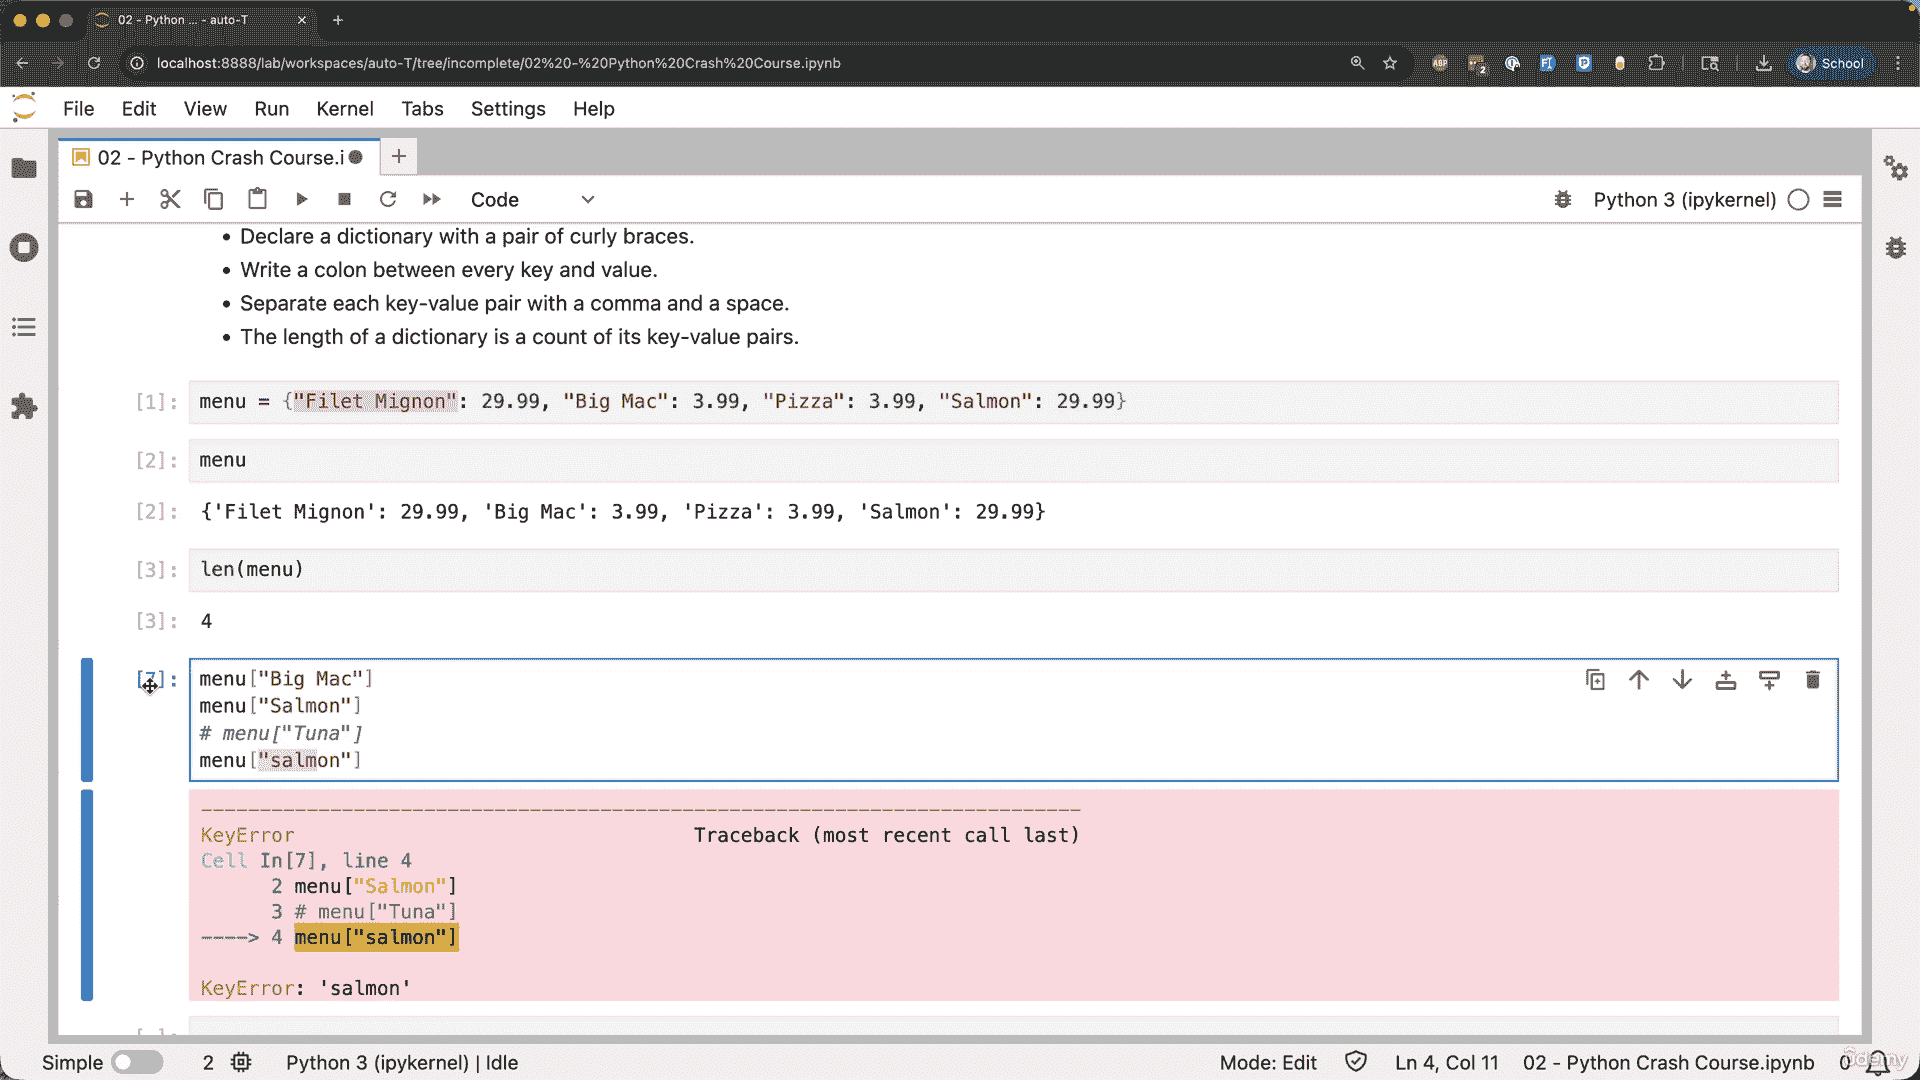 02 - Python ... - auto-T
localhost:8888/lab/workspaces/auto-T/tree/incomplete/02%20-%20Python%20Crash%20Course.ipynb
ABP
2
School
File Edit View Run Kernel Tabs Settings Help
02 - Python Crash Course.i
Code
Python 3 (ipykernel)
• Declare a dictionary with a pair of curly braces.
• Write a colon between every key and value.
• Separate each key-value pair with a comma and a space.
• The length of a dictionary is a count of its key-value pairs.
[1]: menu = {"Filet Mignon": 29.99, "Big Mac": 3.99, "Pizza": 3.99, "Salmon": 29.99}
[2]: menu
[2]: {'Filet Mignon': 29.99, 'Big Mac': 3.99, 'Pizza': 3.99, 'Salmon': 29.99}
[3]: len(menu)
[3]: 4
[7]: menu["Big Mac"]
menu["Salmon"]
# menu["Tuna"]
menu["salmon"]
---------------------------------------------------------------------------
KeyError Traceback (most recent call last)
Cell In[7], line 4
2 menu["Salmon"]
3 # menu["Tuna"]
----> 4 menu["salmon"]
KeyError: 'salmon'
Simple 2 Python 3 (ipykernel) | Idle Mode: Edit Ln 4, Col 11 02 - Python Crash Course.ipynb 0
udemy